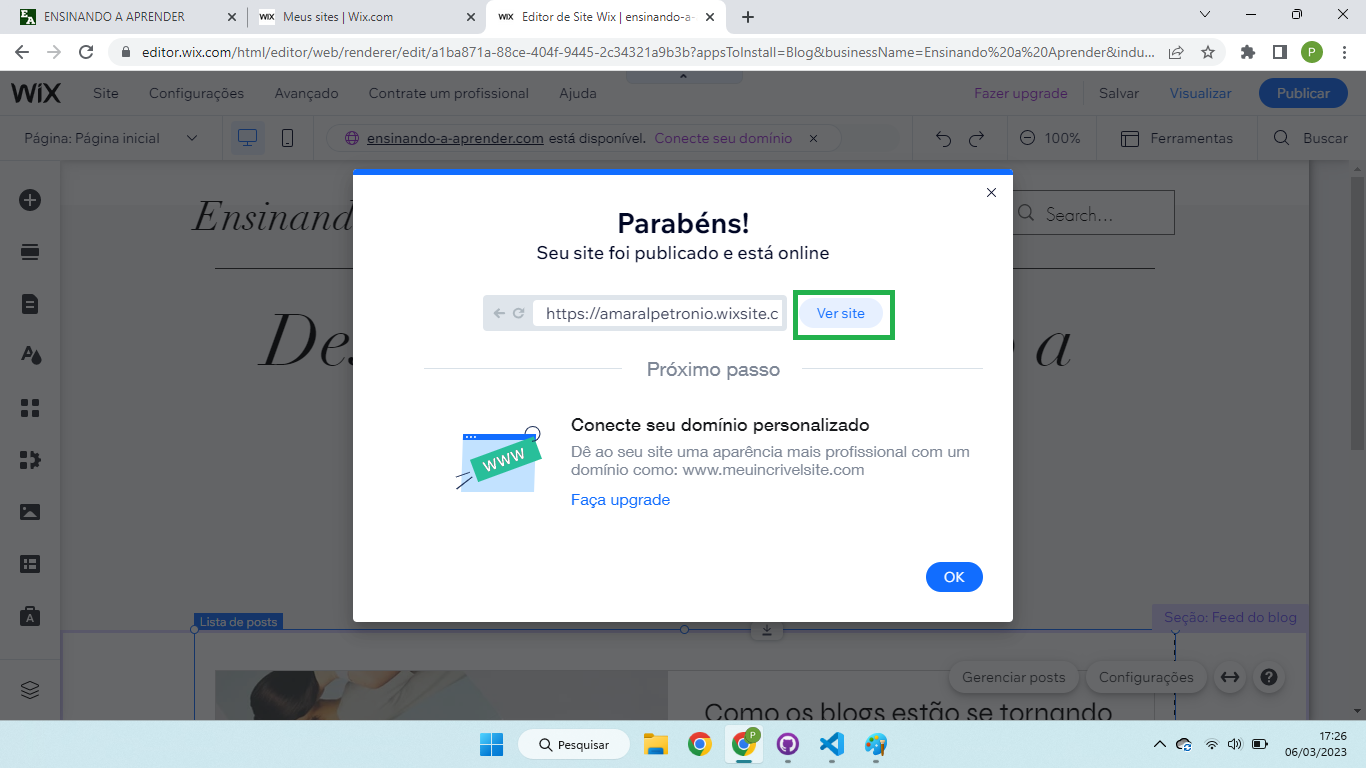 ENSINANDO A APRENDER
Meus sites | Wix.com
Editor de Site Wix | ensinando-a-
editor.wix.com/html/editor/web/renderer/edit/a1ba871a-88ce-404f-9445-2c34321a9b3b?appsToInstall=Blog&businessName=Ensinando%20a%20Aprender&indu...
P
WIX
Site
Configurações
Avançado
Contrate um profissional
Ajuda
Fazer upgrade
Salvar
Visualizar
Publicar
Página: Página inicial
ensinando-a-aprender.com está disponível. Conecte seu domínio
100%
Ferramentas
Buscar
Ensinand
Search...
Des
o a
Parabéns!
Seu site foi publicado e está online
https://amaralpetronio.wixsite.c
Ver site
Próximo passo
WWW
Conecte seu domínio personalizado
Dê ao seu site uma aparência mais profissional com um
domínio como: www.meuincrivelsite.com
Faça upgrade
OK
Lista de posts
Seção: Feed do blog
Gerenciar posts
Configurações
?
Como os blogs estão se tornando
Pesquisar
17:26
06/03/2023